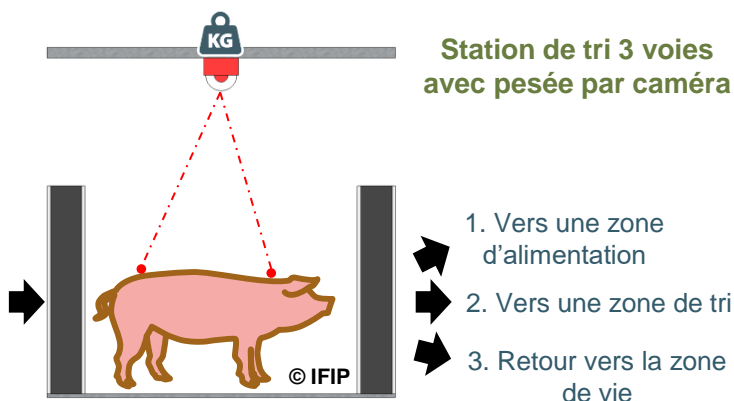 KG
Station de tri 3 voies
avec pesée par caméra
1. Vers une zone
d'alimentation
2. Vers une zone de tri
3. Retour vers la zone
de vie
© IFIP